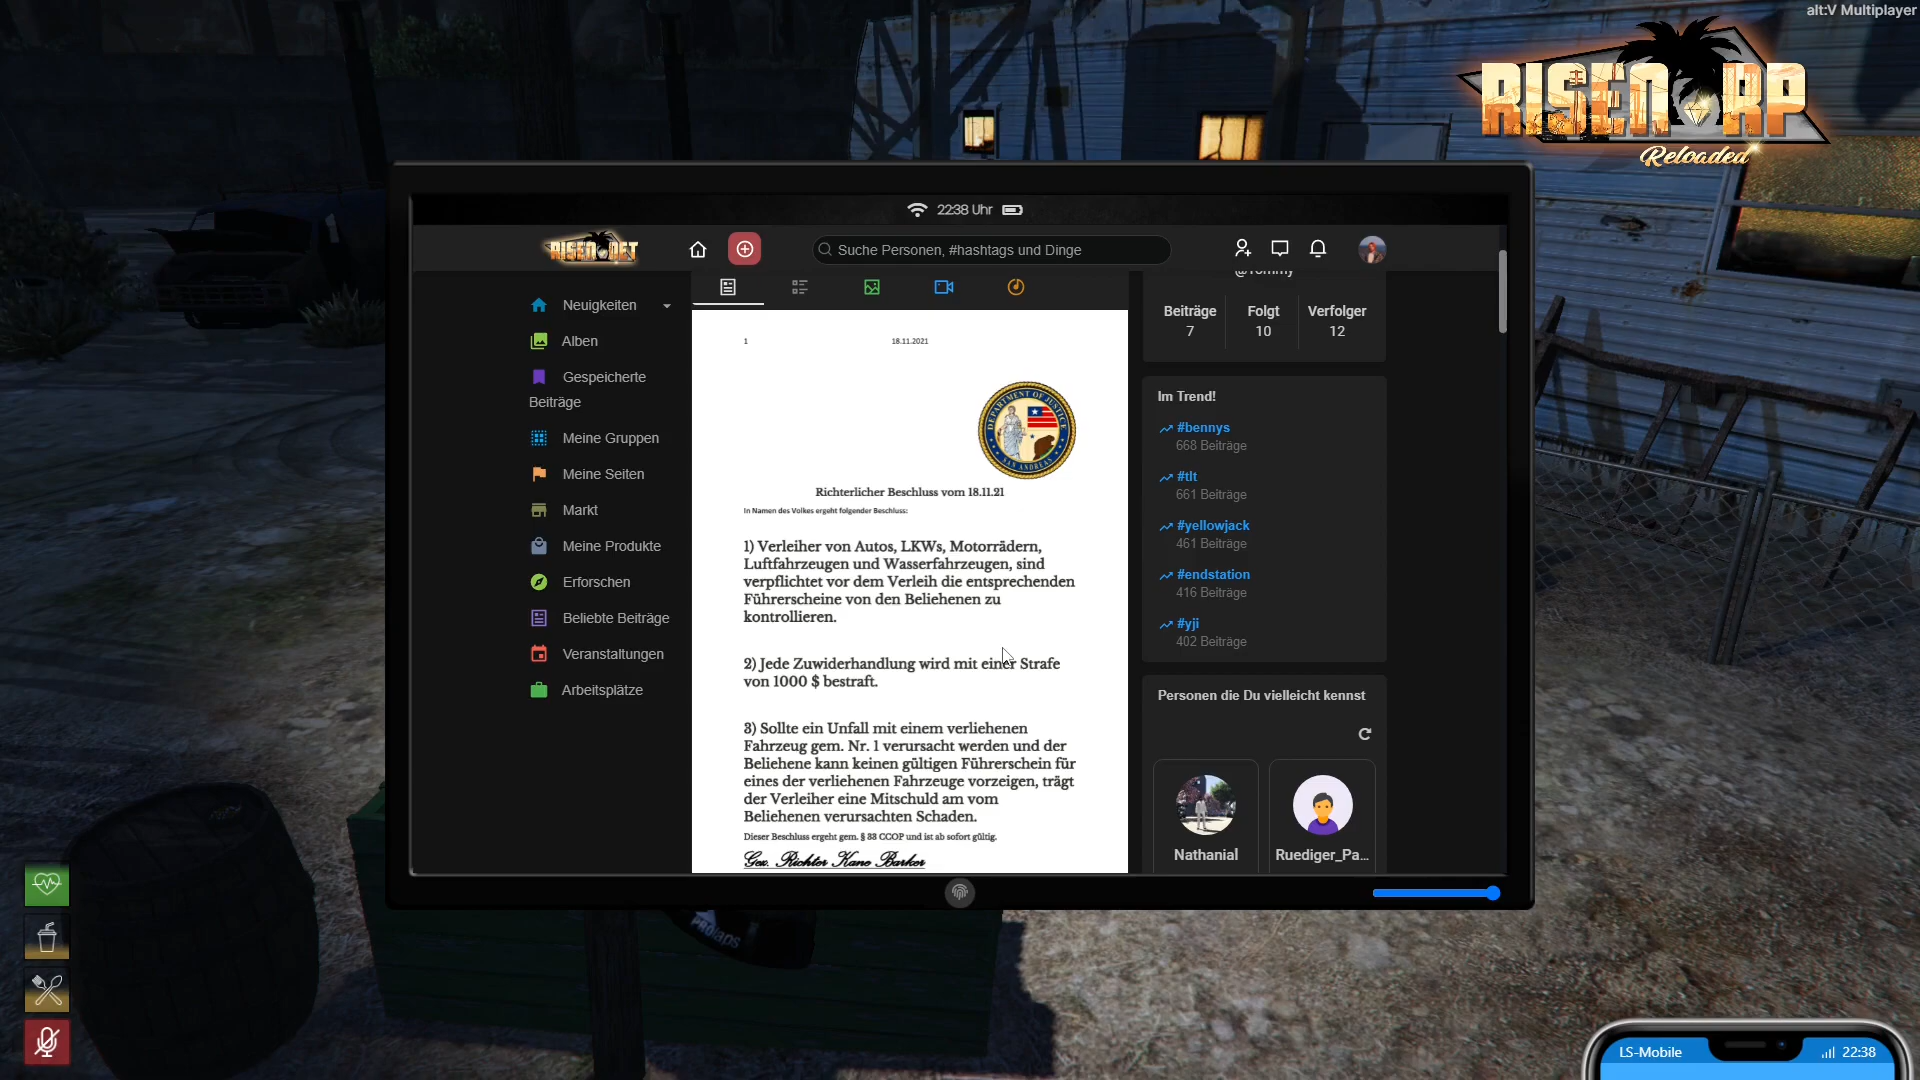 alt:V Multiplayer
RISEN RP
Reloaded
22:38 Uhr
RISEN NET
Suche Personen, #hashtags und Dinge
Neuigkeiten
Alben
Gespeicherte
Beiträge
Meine Gruppen
Meine Seiten
Markt
Meine Produkte
Erforschen
Beliebte Beiträge
Veranstaltungen
Arbeitsplätze
1
18.11.2021
DEPARTMENT OF JUSTICE
SAN ANDREAS
Richterlicher Beschluss vom 18.11.21
In Namen des Volkes ergeht folgender Beschluss:
1) Verleiher von Autos, LKWs, Motorrädern,
Luftfahrzeugen und Wasserfahrzeugen, sind
verpflichtet vor dem Verleih die entsprechenden
Führerscheine von den Beliehenen zu
kontrollieren.
2) Jede Zuwiderhandlung wird mit einer Strafe
von 1000 $ bestraft.
3) Sollte ein Unfall mit einem verliehenen
Fahrzeug gem. Nr. 1 verursacht werden und der
Beliehene kann keinen gültigen Führerschein für
eines der verliehenen Fahrzeuge vorzeigen, trägt
der Verleiher eine Mitschuld am vom
Beliehenen verursachten Schaden.
Dieser Beschluss ergeht gem. § 33 CCOP und ist ab sofort gültig.
Gez. Richter Kane Barker
@Tommy
Beiträge Folgt Verfolger
7 10 12
Im Trend!
#bennys
668 Beiträge
#tlt
661 Beiträge
#yellowjack
461 Beiträge
#endstation
416 Beiträge
#yji
402 Beiträge
Personen die Du vielleicht kennst
Nathanial
Ruediger_Pa...
LS-Mobile
22:38